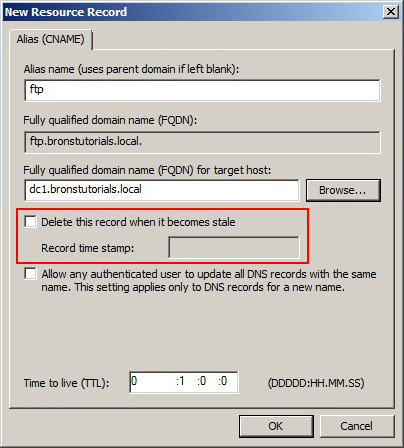 New Resource Record
Alias (CNAME)
Alias name (uses parent domain if left blank):
ftp
Fully qualified domain name (FQDN):
ftp.bronstutorials.local.
Fully qualified domain name (FQDN) for target host:
dc1.bronstutorials.local
Browse...
Delete this record when it becomes stale
Record time stamp:
Allow any authenticated user to update all DNS records with the same
name. This setting applies only to DNS records for a new name.
Time to live (TTL): 0 :1 :0 :0 (DDDDD:HH.MM.SS)
OK Cancel